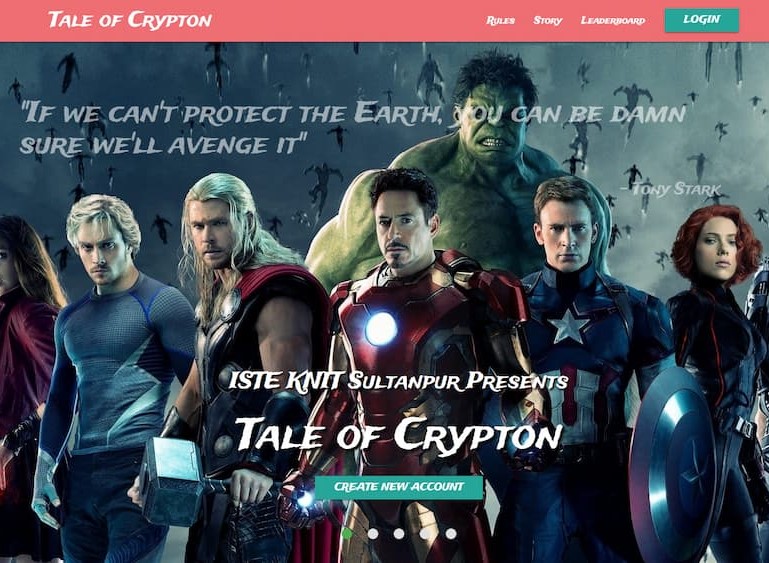 Tale of Crypton
Rules Story Leaderboard LOGIN
"If we can't protect the Earth, you can be damn
sure we'll avenge it"
- Tony Stark
ISTE KNIT Sultanpur Presents
Tale of Crypton
CREATE NEW ACCOUNT